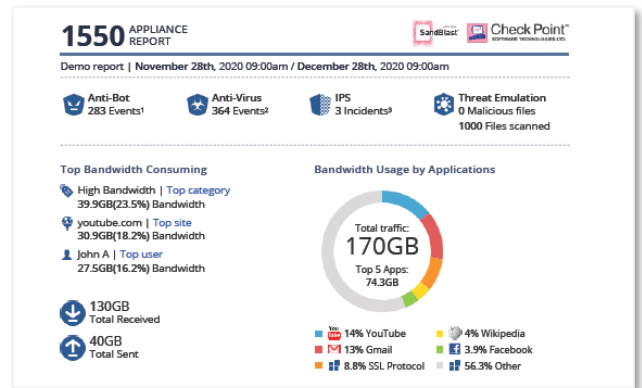 1550 APPLIANCE
REPORT
SandBlast
Check Point
SOFTWARE TECHNOLOGIES LTD.
Demo report | November 28th, 2020 09:00am / December 28th, 2020 09:00am
Anti-Bot
283 Events¹
Anti-Virus
364 Events²
IPS
3 Incidents³
Threat Emulation
0 Malicious files
1000 Files scanned
Top Bandwidth Consuming
High Bandwidth | Top category
39.9GB(23.5%) Bandwidth
youtube.com | Top site
30.9GB(18.2%) Bandwidth
John A | Top user
27.5GB(16.2%) Bandwidth
130GB
Total Received
40GB
Total Sent
Bandwidth Usage by Applications
Total traffic:
170GB
Top 5 Apps:
74.3GB
You
Tube
14% YouTube
13% Gmail
8.8% SSL Protocol
4% Wikipedia
3.9% Facebook
56.3% Other